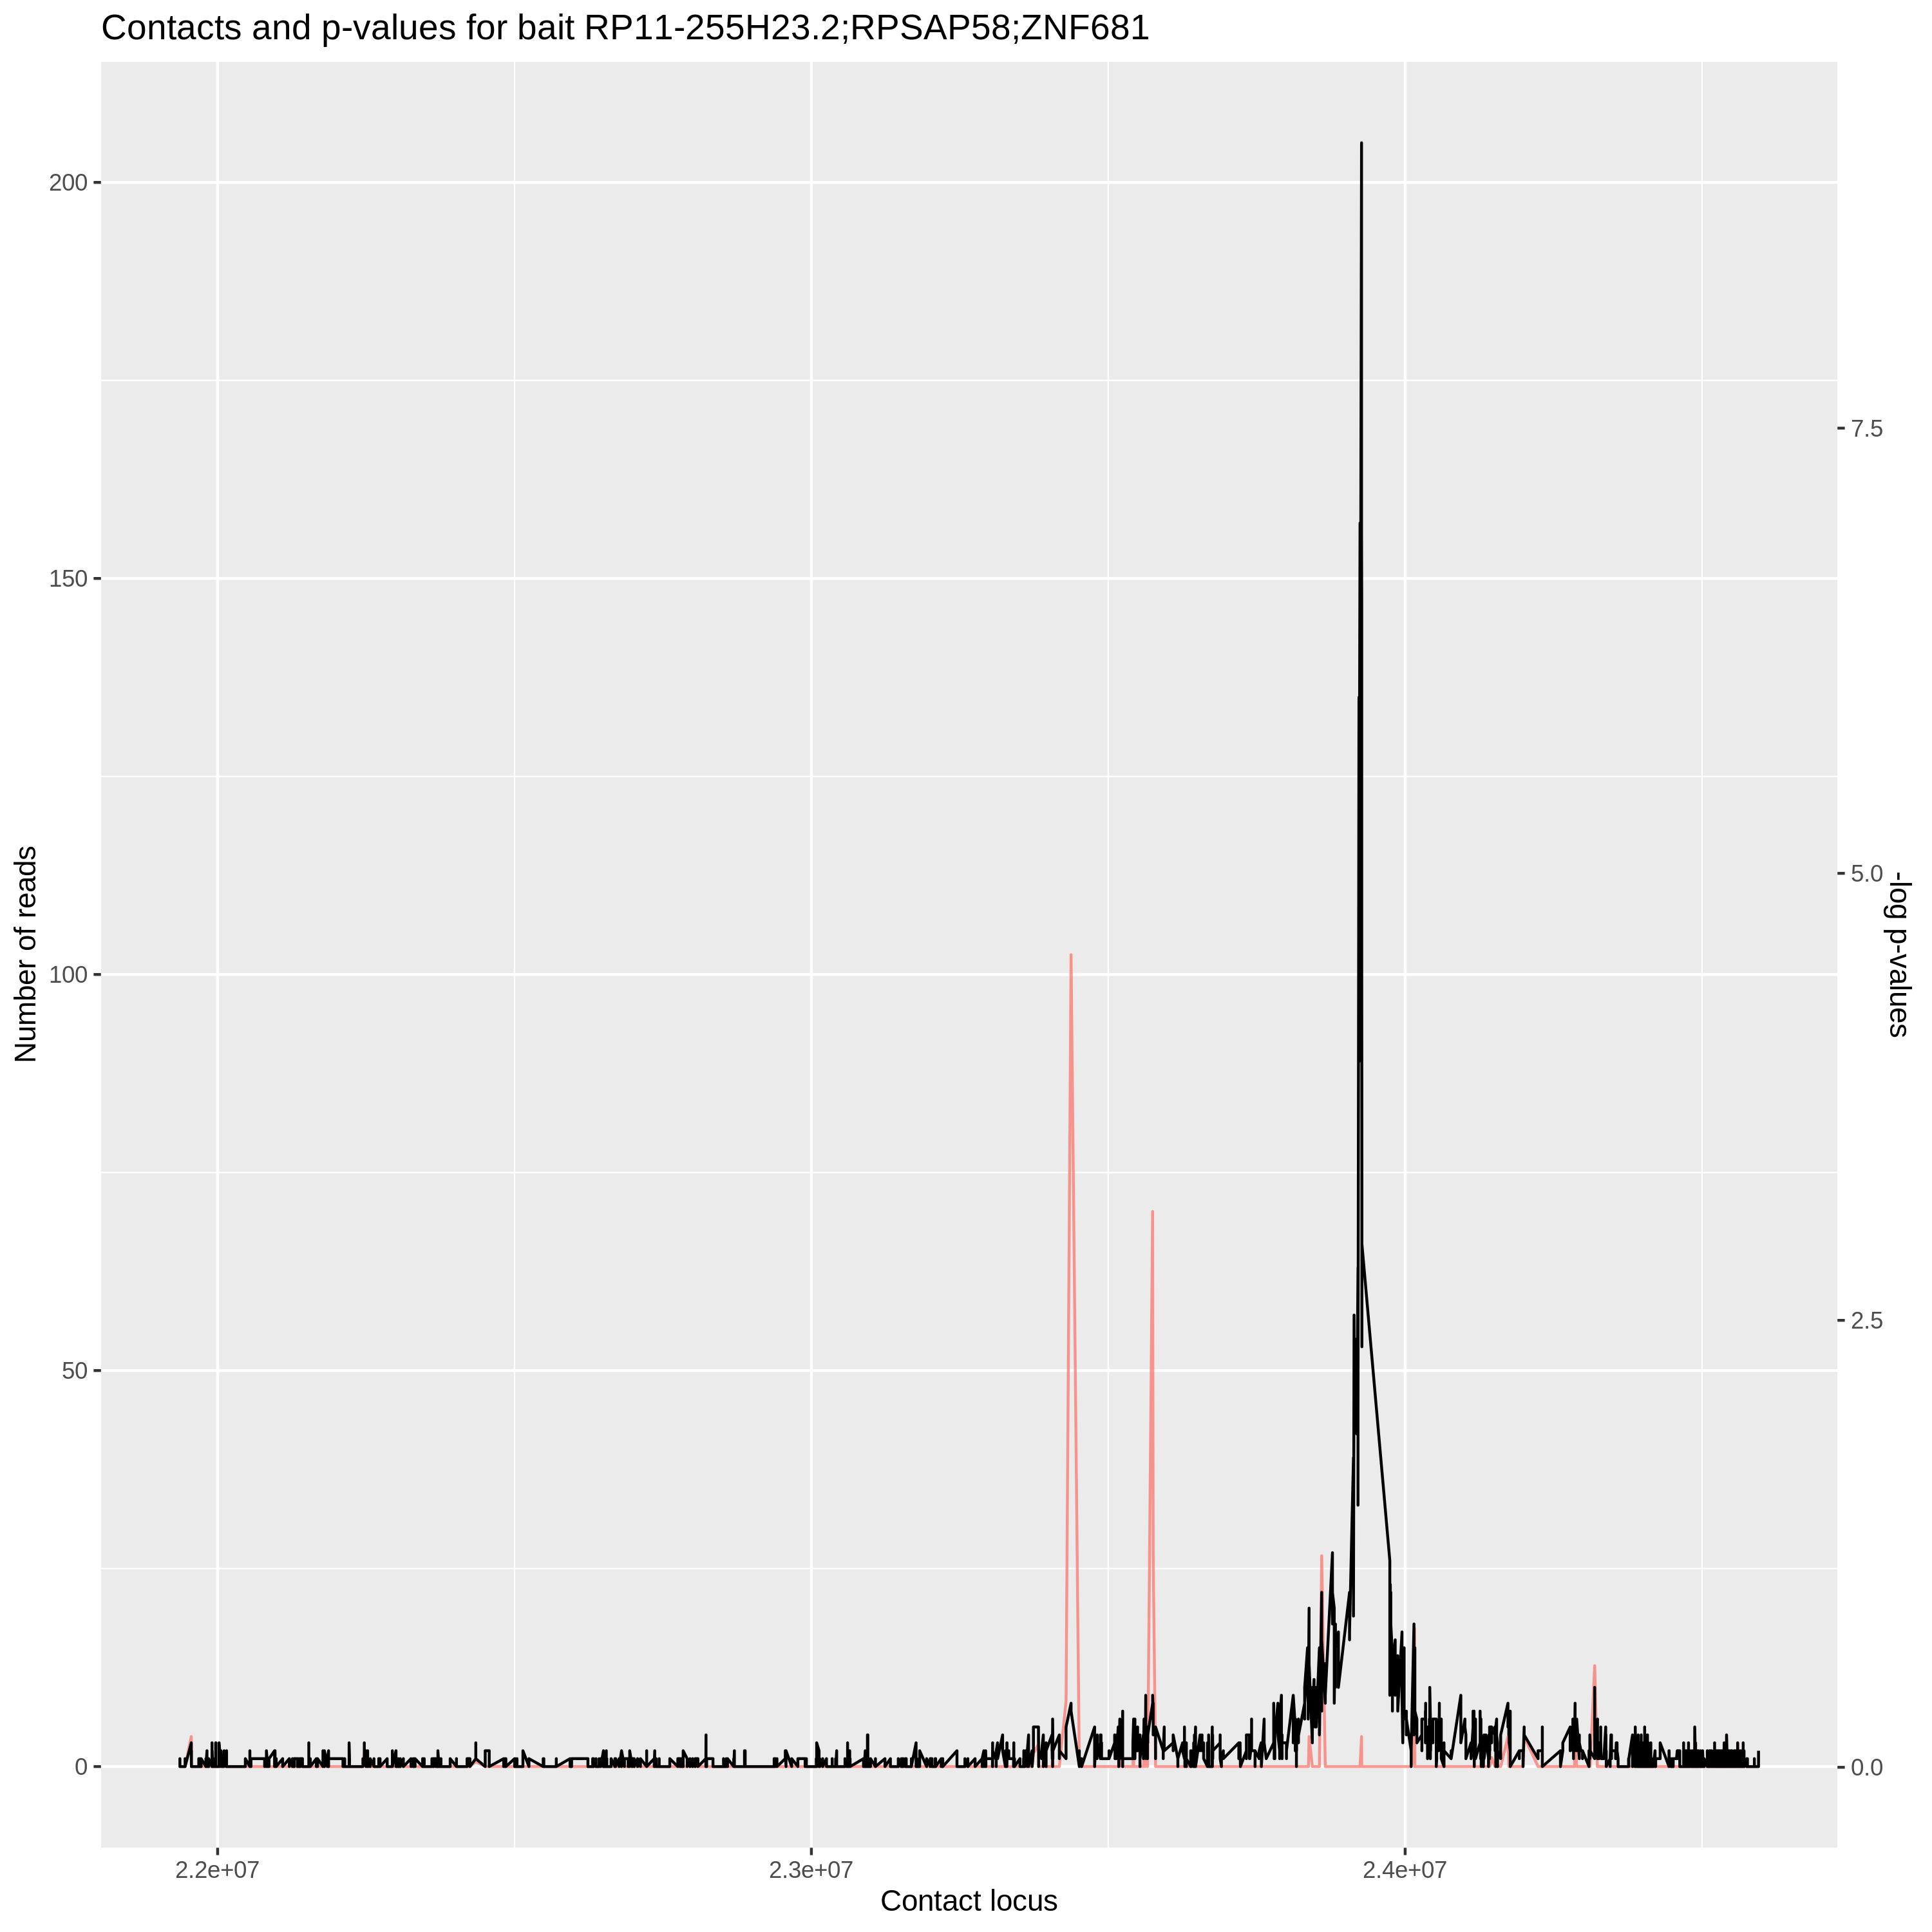 Contacts and p-values for bait RP11-255H23.2;RPSAP58;ZNF681
200
150
100
50
0
Number of reads
7.5
5.0
2.5
0.0
-log p-values
2.2e+07
2.3e+07
2.4e+07
Contact locus